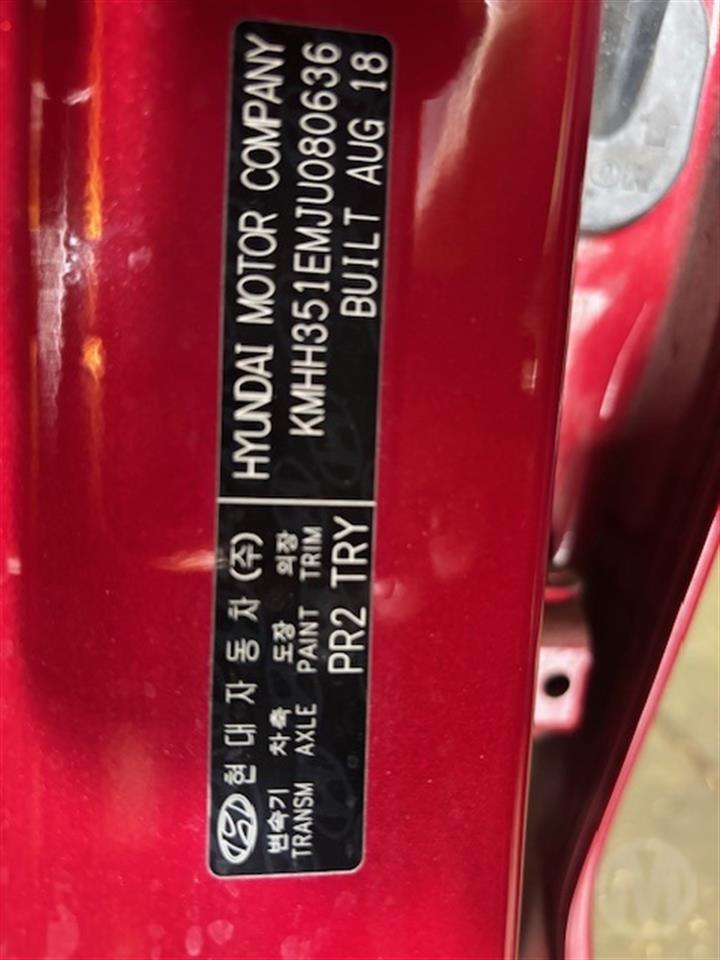 현대자동차(주) HYUNDAI MOTOR COMPANY
변속기 차축 도장 의장 KMHH351EMJU080636
TRANSM AXLE PAINT TRIM
PR2 TRY BUILT AUG 18